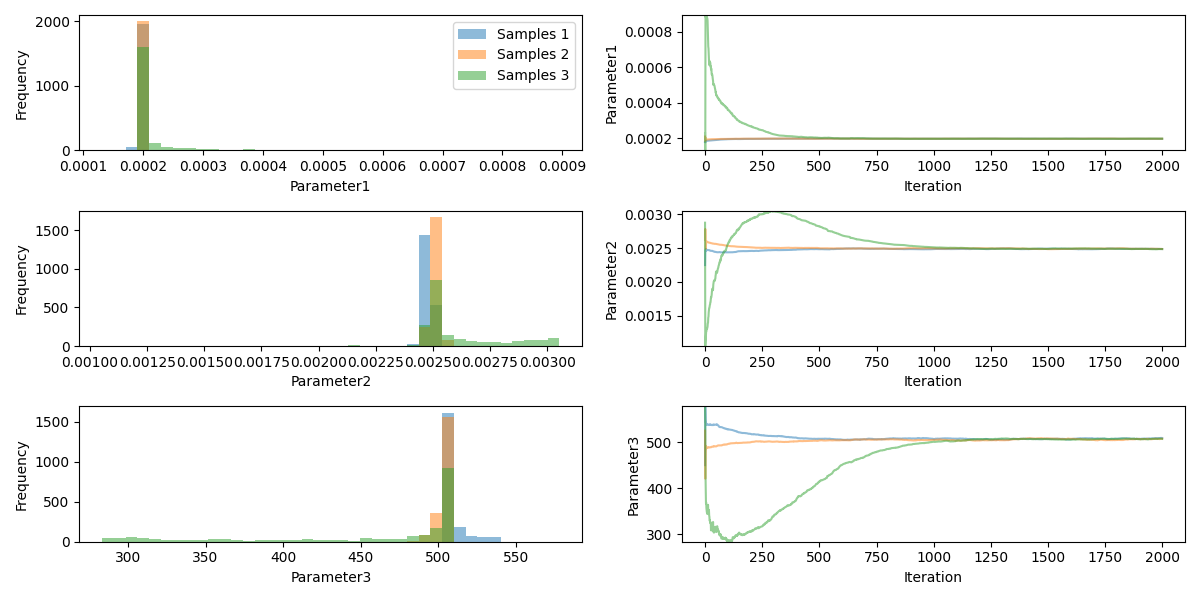 2000
1000
0
Frequency
Samples 1
Samples 2
Samples 3
0.0001 0.0002 0.0003 0.0004 0.0005 0.0006 0.0007 0.0008 0.0009
Parameter1
0.0008
0.0006
0.0004
0.0002
Parameter1
0 250 500 750 1000 1250 1500 1750 2000
Iteration
1500
1000
500
0
Frequency
0.00100 0.00125 0.00150 0.00175 0.00200 0.00225 0.00250 0.00275 0.00300
Parameter2
0.0030
0.0025
0.0020
0.0015
Parameter2
0 250 500 750 1000 1250 1500 1750 2000
Iteration
1500
1000
500
0
Frequency
300 350 400 450 500 550
Parameter3
500
400
300
Parameter3
0 250 500 750 1000 1250 1500 1750 2000
Iteration